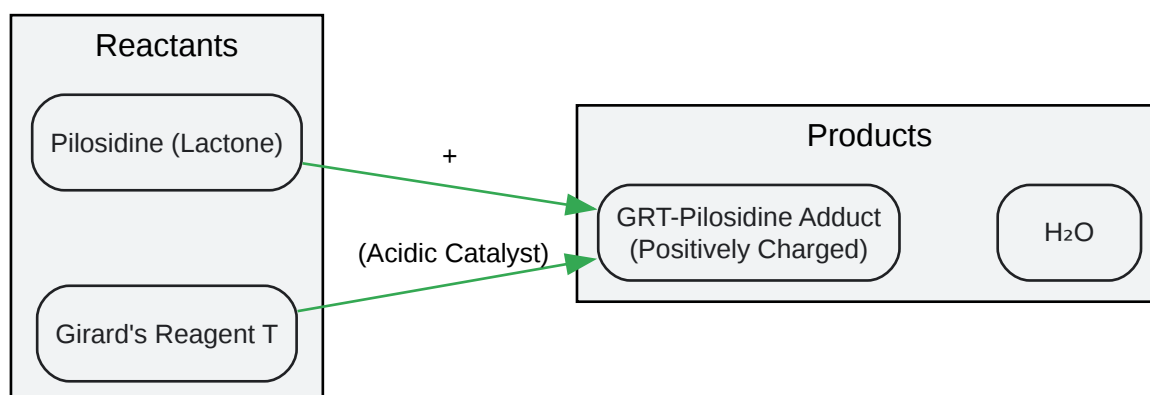 Reactants
Pilosidine (Lactone)
Girard's Reagent T
+
(Acidic Catalyst)
Products
GRT-Pilosidine Adduct
(Positively Charged)
H₂O